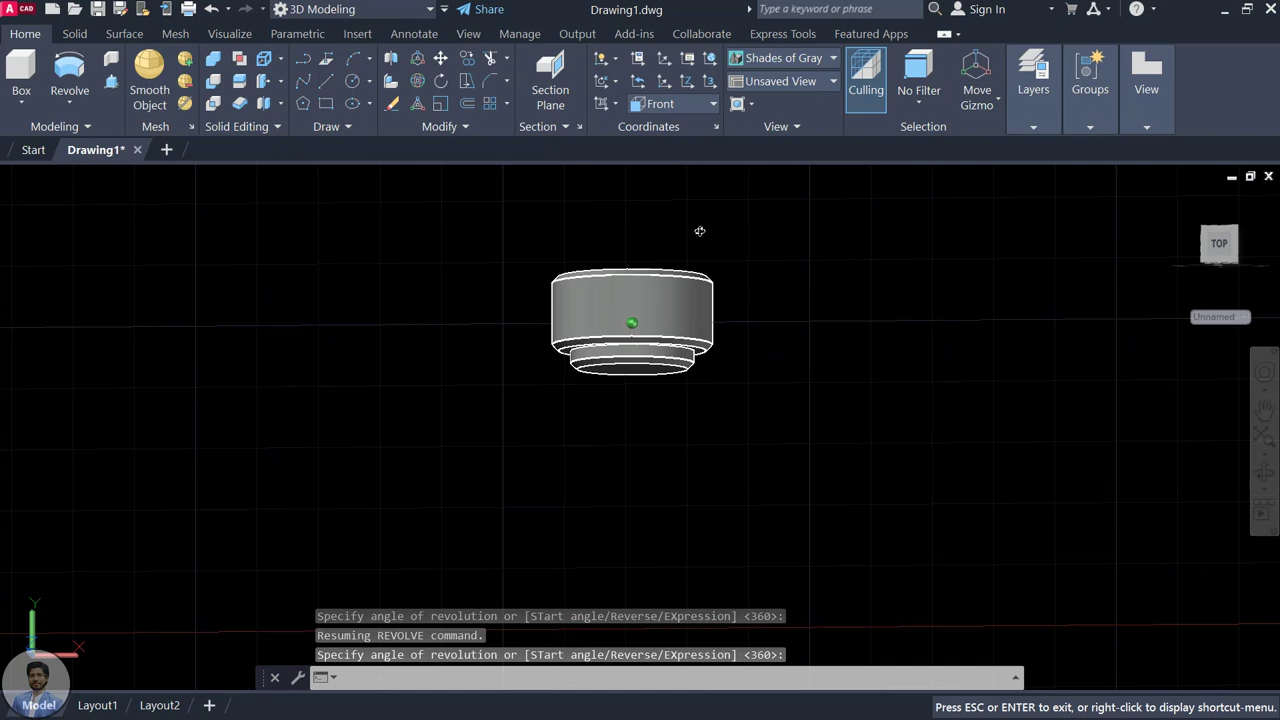 CAD
3D Modeling
Share
Drawing1.dwg
Type a keyword or phrase
Sign In
Home
Solid
Surface
Mesh
Visualize
Parametric
Insert
Annotate
View
Manage
Output
Add-ins
Collaborate
Express Tools
Featured Apps
Box
Revolve
Smooth
Object
Section
Plane
Shades of Gray
Unsaved View
Front
Culling
No Filter
Move
Gizmo
Layers
Groups
View
Modeling
Mesh
Solid Editing
Draw
Modify
Section
Coordinates
View
Selection
Start
Drawing1*
TOP
Unnamed
Y
X
Specify angle of revolution or [STart angle/Reverse/EXpression] <360>:
Resuming REVOLVE command.
Specify angle of revolution or [STart angle/Reverse/EXpression] <360>:
Model
Layout1
Layout2
Press ESC or ENTER to exit, or right-click to display shortcut-menu.